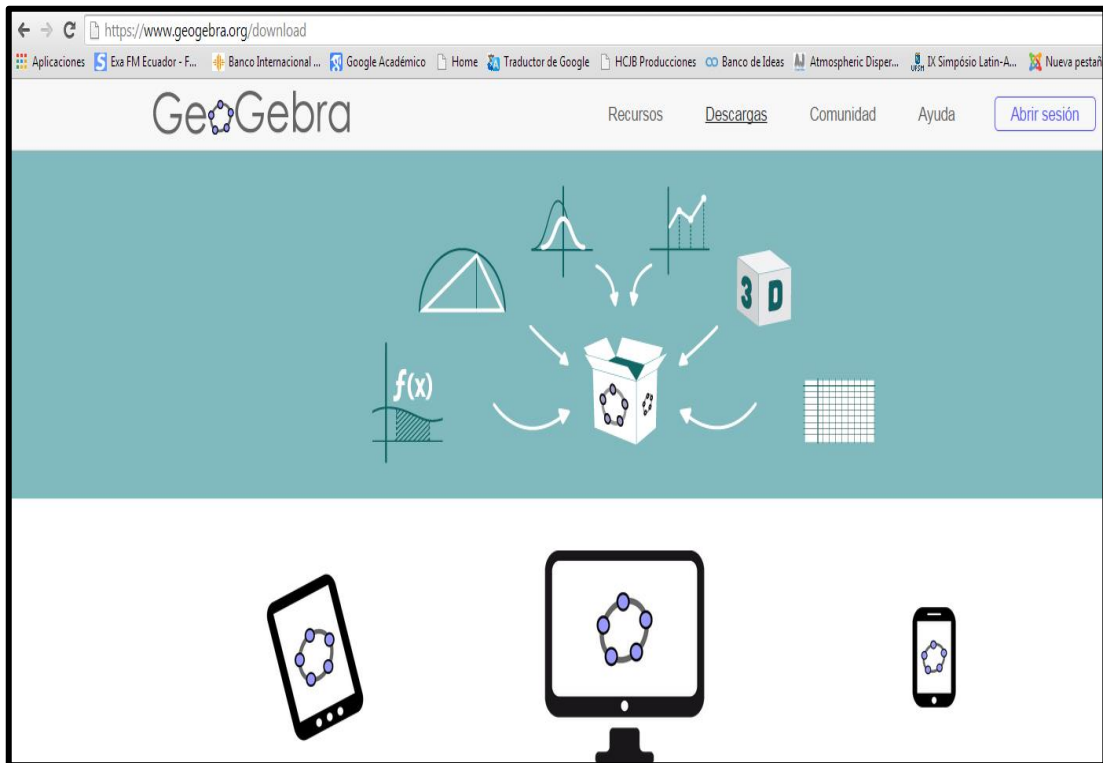 https://www.geogebra.org/download
Aplicaciones Exa FM Ecuador - F... Banco Internacional ... Google Académico Home Traductor de Google HCJB Producciones Banco de Ideas Atmospheric Disper... IX Simpósio Latin-A... Nueva pestañ
GeoGebra Recursos Descargas Comunidad Ayuda Abrir sesión
3 D
f(x)